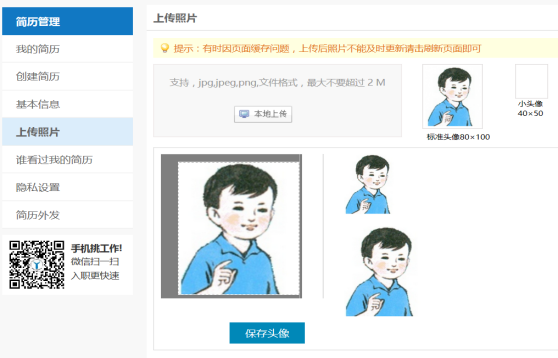 简历管理
我的简历
创建简历
基本信息
上传照片
谁看过我的简历
隐私设置
简历外发
手机挑工作!
微信扫一扫
入职更快速
上传照片
提示：有时因页面缓存问题，上传后照片不能及时更新请击刷新页面即可
支持，jpg,jpeg,png,文件格式，最大不要超过 2 M
本地上传
标准头像80×100
小头像
40×50
保存头像